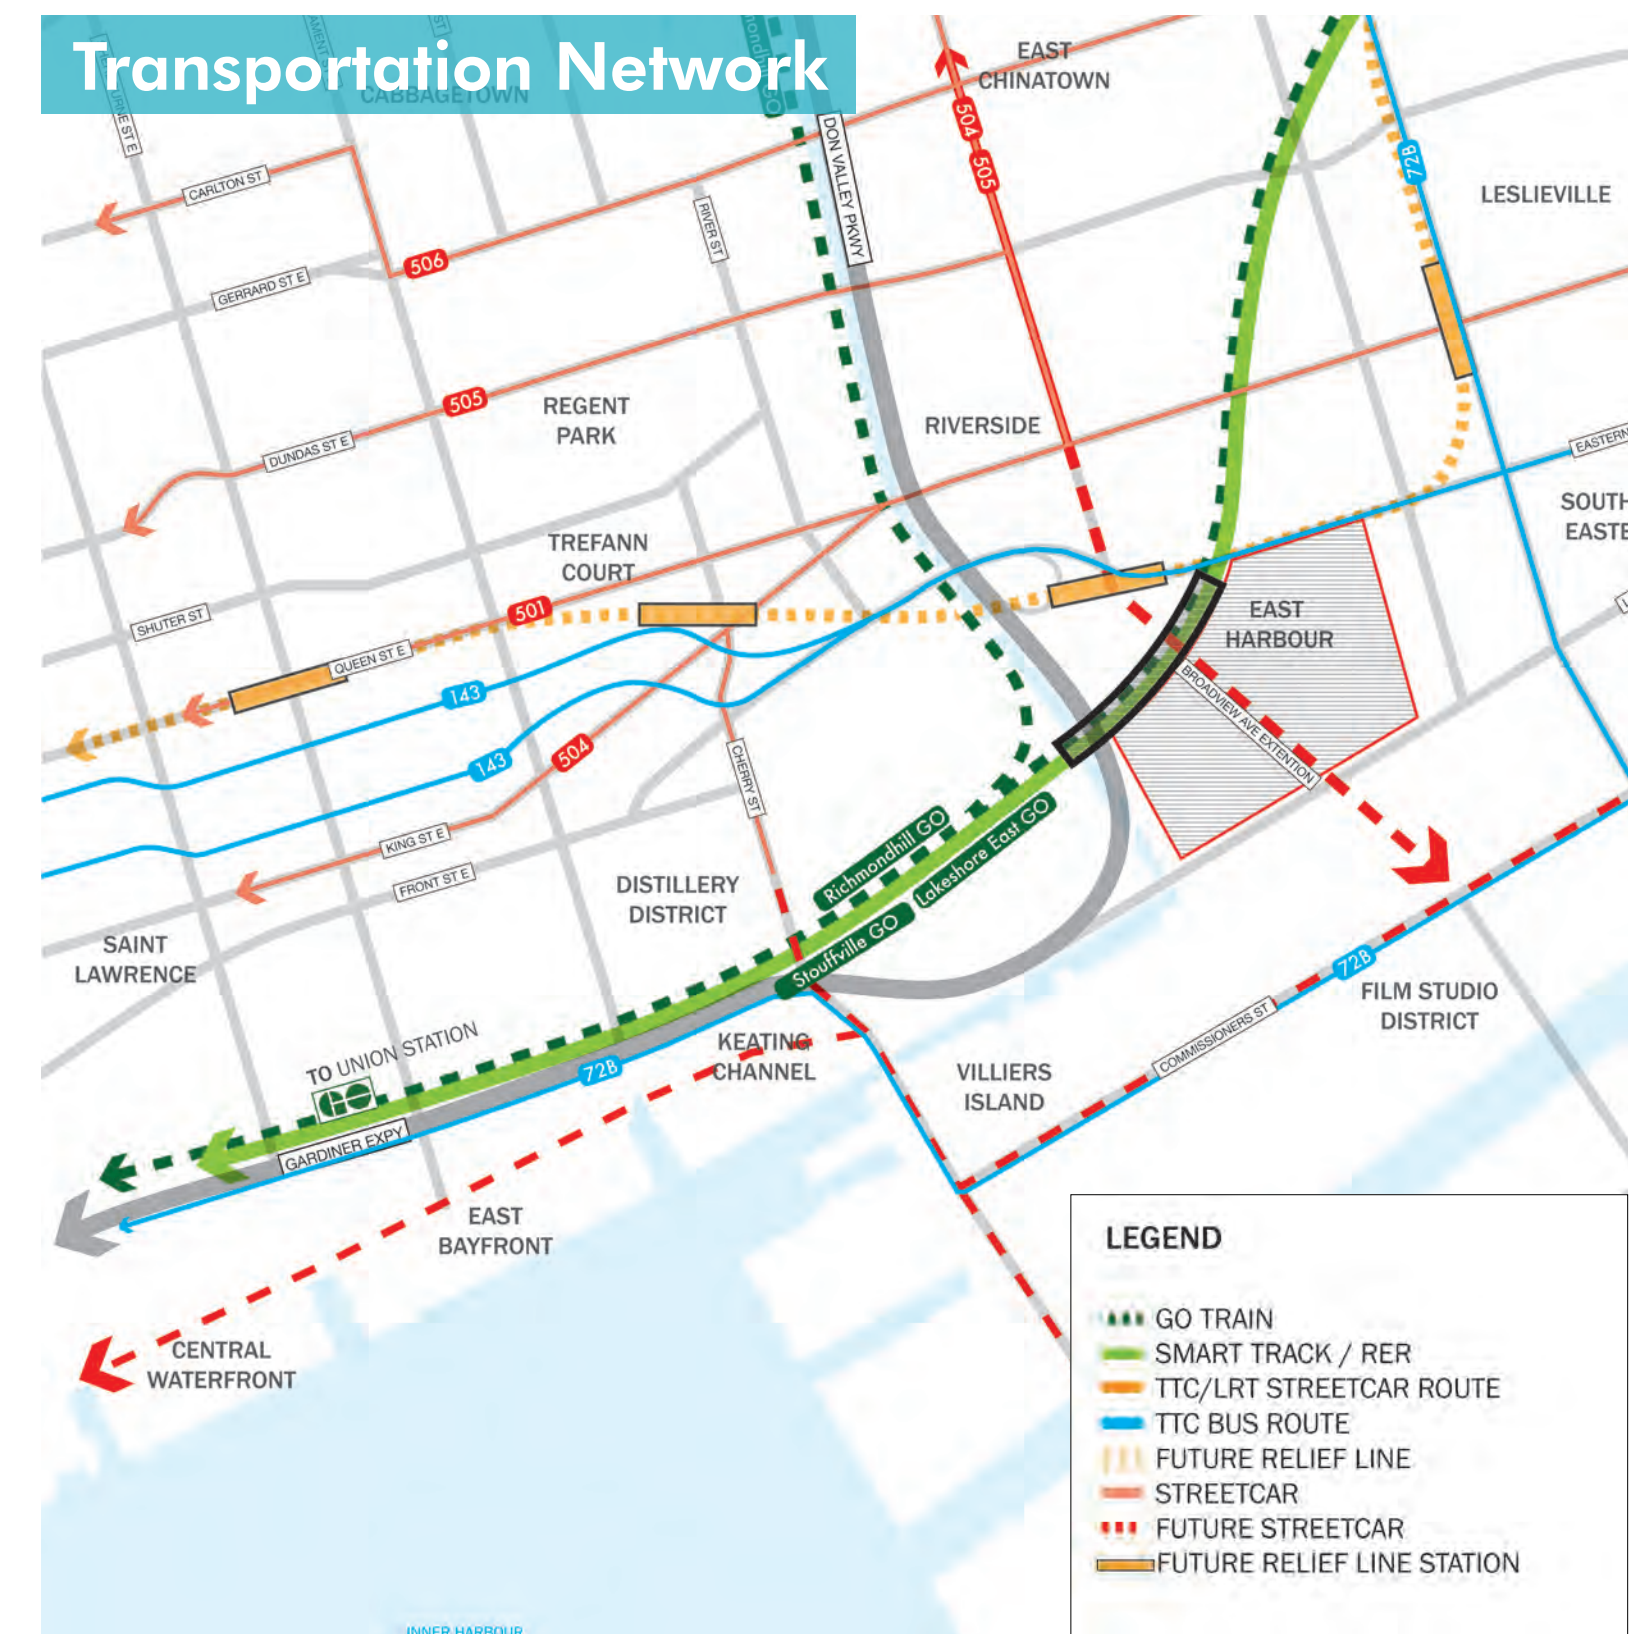 Transportation Network
CABBAGETOWN
EAST
CHINATOWN
DON VALLEY PKWY
504
505
72B
CARLTON ST
RIVER ST
LESLIEVILLE
506
GERRARD ST E
505
REGENT
PARK
RIVERSIDE
DUNDAS ST E
EASTERN
SOUTH
EASTE
TREFANN
COURT
SHUTER ST
501
EAST
HARBOUR
QUEEN ST E
143
BROADVIEW AVE EXTENTION
504
143
CHERRY ST
KING ST E
FRONT ST E
Richmondhill GO
Lakeshore East GO
Stouffville GO
DISTILLERY
DISTRICT
SAINT
LAWRENCE
72B
FILM STUDIO
DISTRICT
COMMISSIONERS ST
TO UNION STATION
GO
KEATING
CHANNEL
72B
VILLIERS
ISLAND
GARDINER EXPY
EAST
BAYFRONT
CENTRAL
WATERFRONT
LEGEND
GO TRAIN
SMART TRACK / RER
TTC/LRT STREETCAR ROUTE
TTC BUS ROUTE
FUTURE RELIEF LINE
STREETCAR
FUTURE STREETCAR
FUTURE RELIEF LINE STATION
INNER HARBOUR